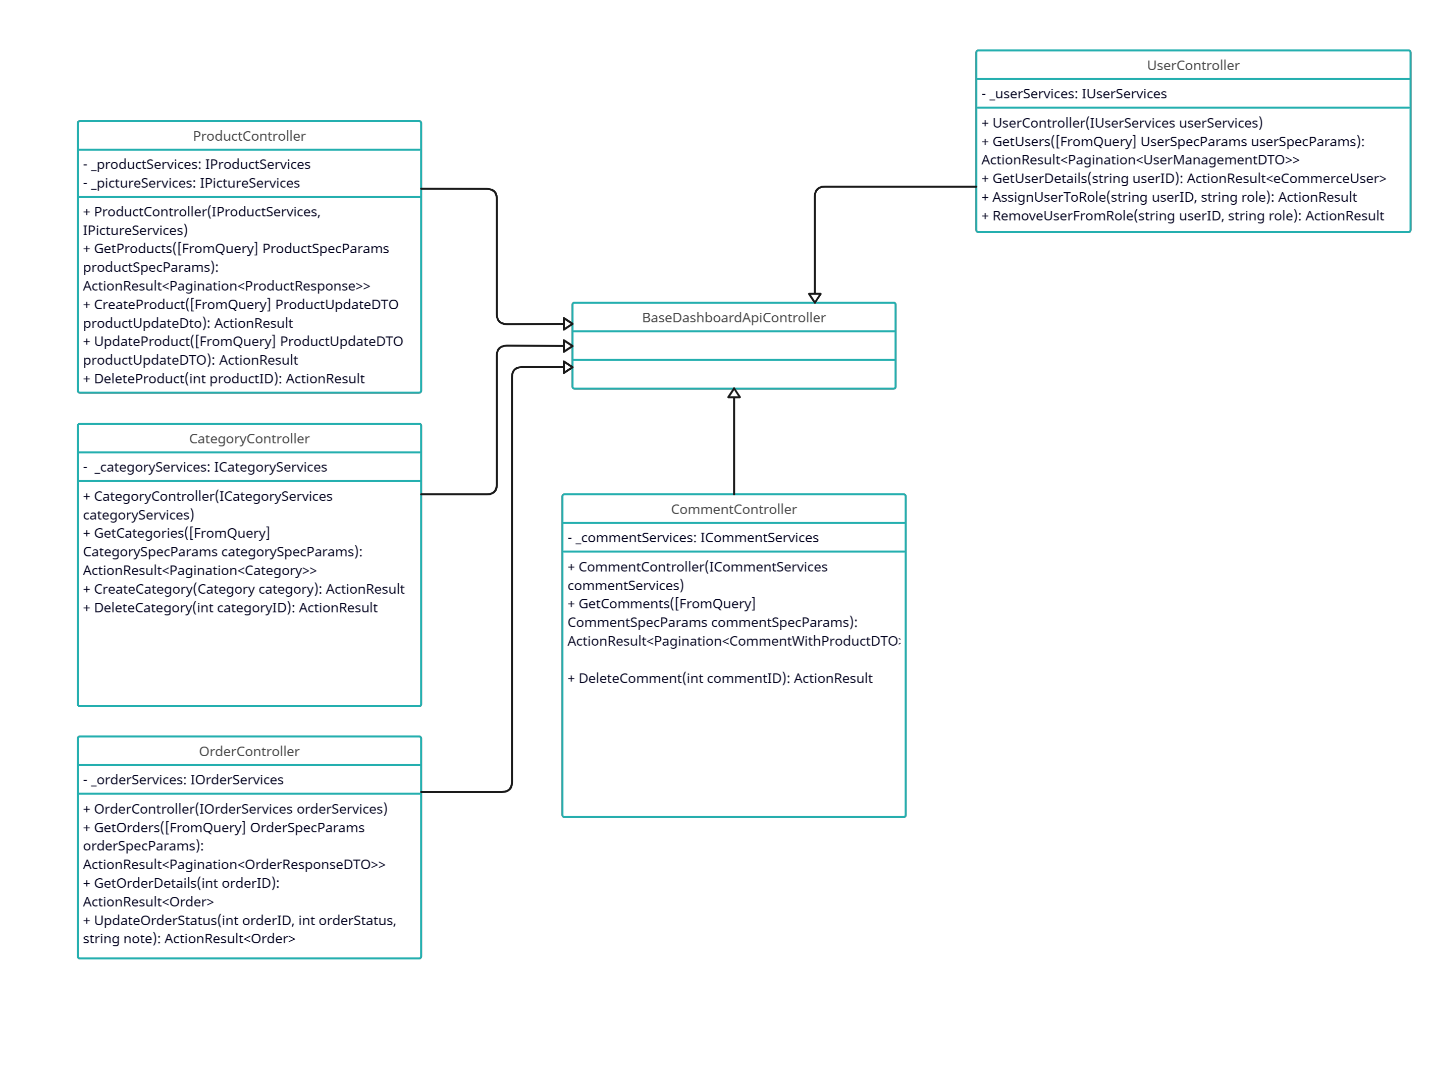 UserController
- _userServices: IUserServices
+ UserController(IUserServices userServices)
+ GetUsers([FromQuery] UserSpecParams userSpecParams):
ActionResult<Pagination<UserManagementDTO>>
+ GetUserDetails(string userID): ActionResult<eCommerceUser>
+ AssignUserToRole(string userID, string role): ActionResult
+ RemoveUserFromRole(string userID, string role): ActionResult
ProductController
- _productServices: IProductServices
- _pictureServices: IPictureServices
+ ProductController(IProductServices,
IPictureServices)
+ GetProducts([FromQuery] ProductSpecParams
productSpecParams):
ActionResult<Pagination<ProductResponse>>
+ CreateProduct([FromQuery] ProductUpdateDTO
productUpdateDto): ActionResult
+ UpdateProduct([FromQuery] ProductUpdateDTO
productUpdateDTO): ActionResult
+ DeleteProduct(int productID): ActionResult
BaseDashboardApiController
CategoryController
- _categoryServices: ICategoryServices
+ CategoryController(ICategoryServices
categoryServices)
+ GetCategories([FromQuery]
CategorySpecParams categorySpecParams):
ActionResult<Pagination<Category>>
+ CreateCategory(Category category): ActionResult
+ DeleteCategory(int categoryID): ActionResult
CommentController
- _commentServices: ICommentServices
+ CommentController(ICommentServices
commentServices)
+ GetComments([FromQuery]
CommentSpecParams commentSpecParams):
ActionResult<Pagination<CommentWithProductDTO
+ DeleteComment(int commentID): ActionResult
OrderController
- _orderServices: IOrderServices
+ OrderController(IOrderServices orderServices)
+ GetOrders([FromQuery] OrderSpecParams
orderSpecParams):
ActionResult<Pagination<OrderResponseDTO>>
+ GetOrderDetails(int orderID):
ActionResult<Order>
+ UpdateOrderStatus(int orderID, int orderStatus,
string note): ActionResult<Order>